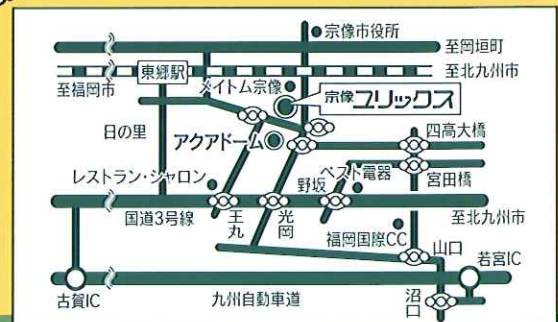 宗像市役所
至岡垣町
東郷駅
至北九州市
至福岡市
メイトム宗像
宗像ユリックス
日の里
アクアドーム
四高大橋
レストラン・シャロン
ベスト電器
野坂
宮田橋
国道3号線
王丸
光岡
至北九州市
福岡国際CC
山口
若宮IC
古賀IC
九州自動車道
沼口